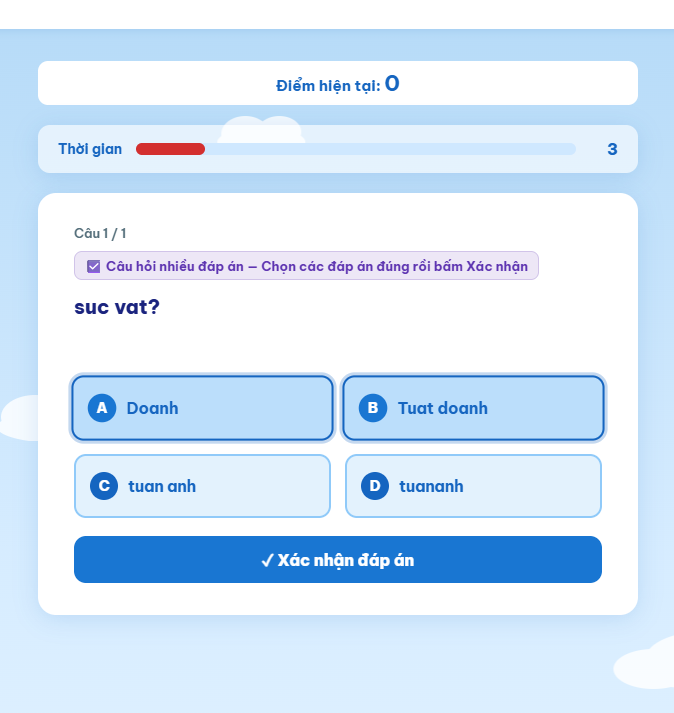 Điểm hiện tại: 0
Thời gian 3
Câu 1 / 1
☑ Câu hỏi nhiều đáp án – Chọn các đáp án đúng rồi bấm Xác nhận
suc vat?
A Doanh
B Tuat doanh
C tuan anh
D tuananh
✓ Xác nhận đáp án